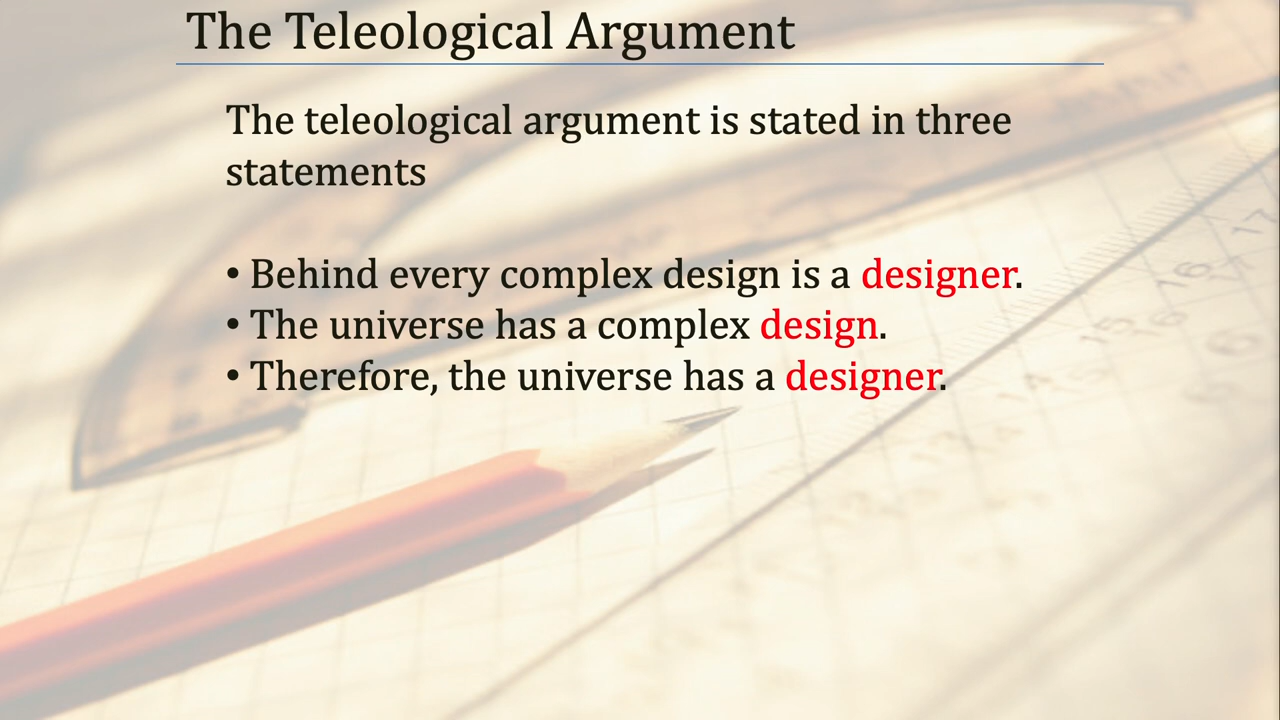 The Teleological Argument
The teleological argument is stated in three
statements
• Behind every complex design is a designer.
• The universe has a complex design.
• Therefore, the universe has a designer.